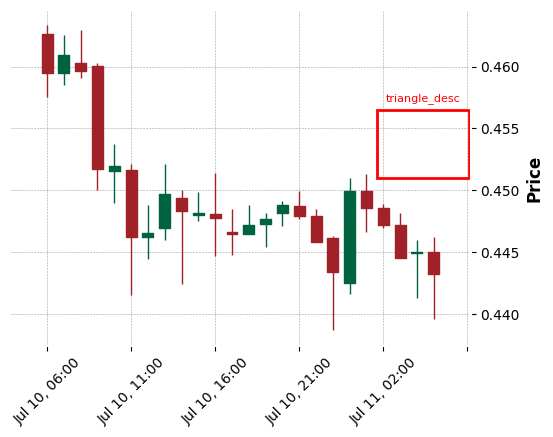 triangle_desc
0.460
0.455
0.450
0.445
0.440
Price
Jul 10, 06:00
Jul 10, 11:00
Jul 10, 16:00
Jul 10, 21:00
Jul 11, 02:00